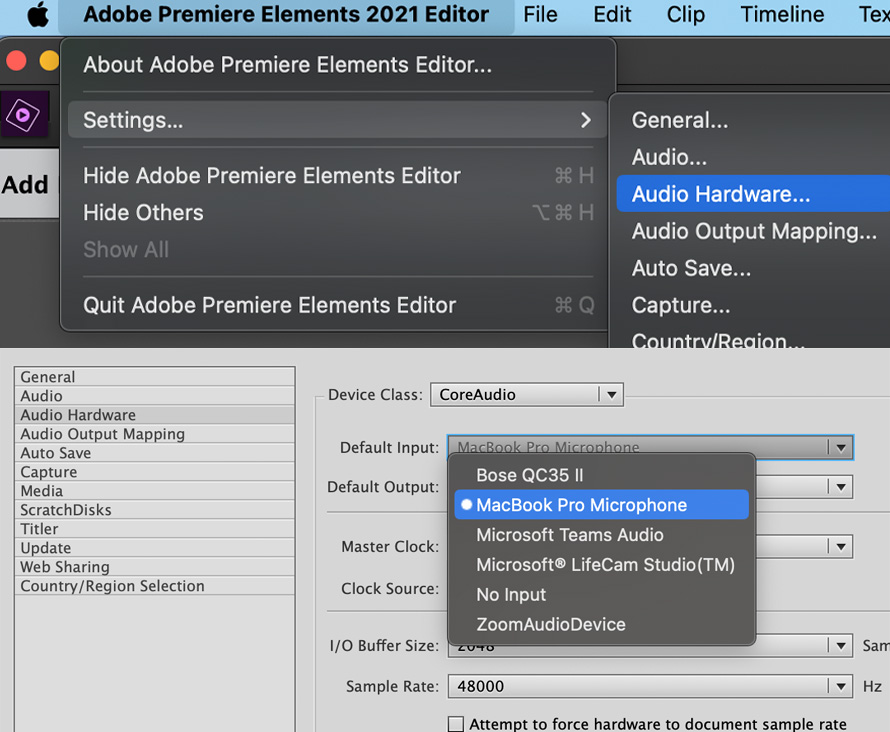 Adobe Premiere Elements 2021 Editor File Edit Clip Timeline
About Adobe Premiere Elements Editor...
Settings...
Hide Adobe Premiere Elements Editor ⌘ H
Hide Others ⌥ ⌘ H
Show All
Quit Adobe Premiere Elements Editor ⌘ Q
Add
General...
Audio...
Audio Hardware...
Audio Output Mapping...
Auto Save...
Capture...
Country/Region...
General
Audio
Audio Hardware
Audio Output Mapping
Auto Save
Capture
Media
ScratchDisks
Titler
Update
Web Sharing
Country/Region Selection
Device Class: CoreAudio
Default Input: MacBook Pro Microphone
Bose QC35 II
MacBook Pro Microphone
Microsoft Teams Audio
Microsoft® LifeCam Studio(TM)
No Input
ZoomAudioDevice
Default Output:
Master Clock:
Clock Source:
I/O Buffer Size: 2048 Sam
Sample Rate: 48000 Hz
Attempt to force hardware to document sample rate